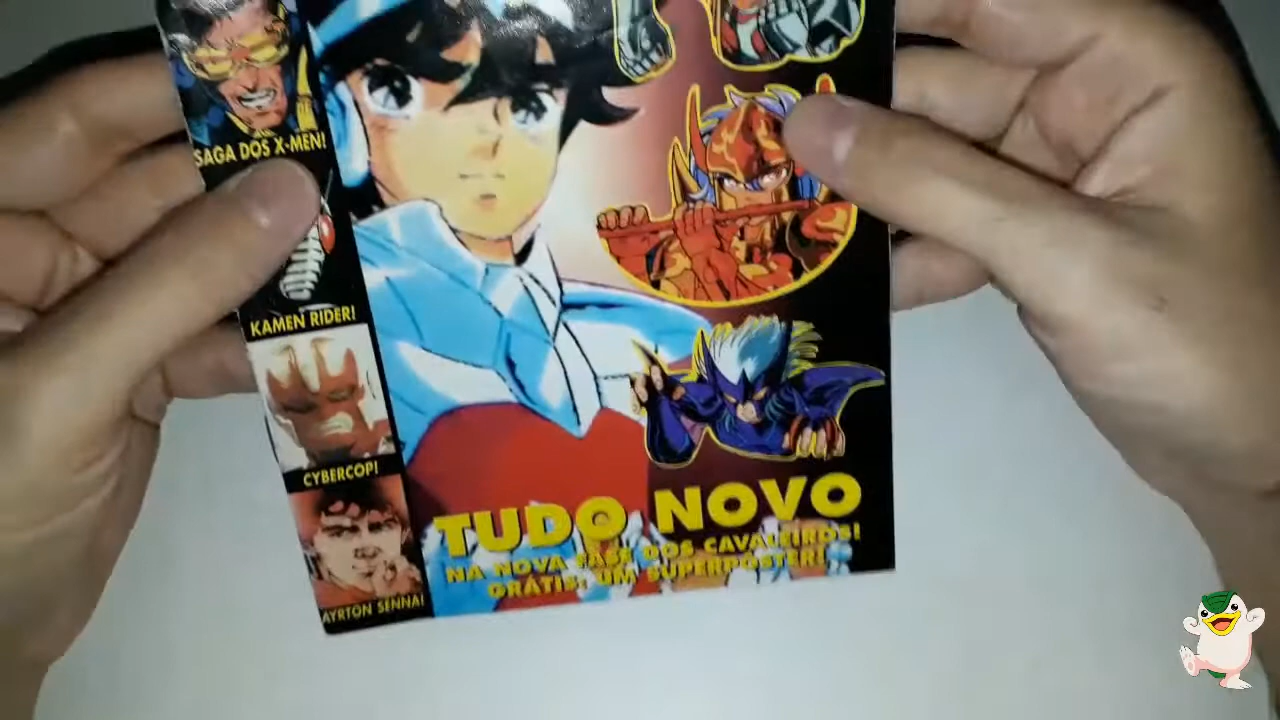 SAGA DOS X-MEN!
KAMEN RIDER!
CYBERCOP!
AYRTON SENNA!
TUDO NOVO
NA NOVA FASE DOS CAVALEIROS!
GRÁTIS: UM SUPERPÔSTER!